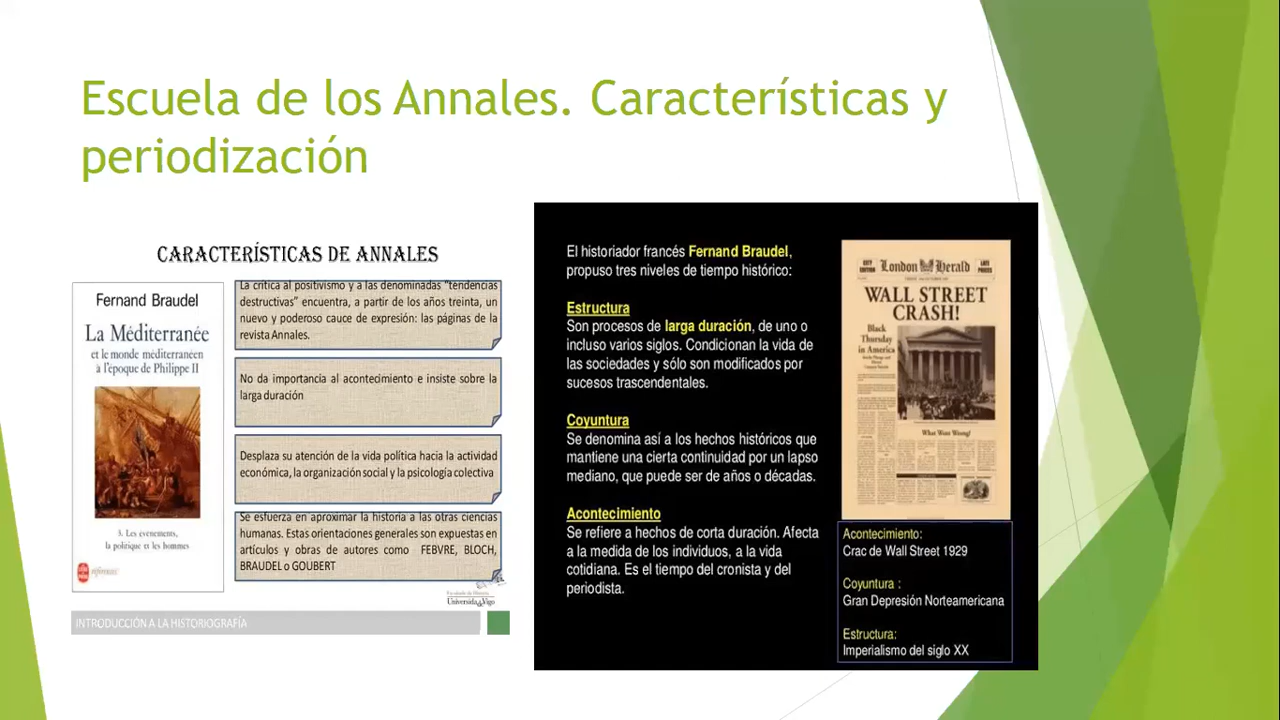 Escuela de los Annales. Características y
periodización
CARACTERÍSTICAS DE ANNALES
Fernand Braudel
La Méditerranée
et le monde méditerranéen
à l'époque de Philippe II
3. Les événements,
la politique et les hommes
références
La crítica al positivismo y a las denominadas “tendencias
destructivas” encuentra, a partir de los años treinta, un
nuevo y poderoso cauce de expresión: las páginas de la
revista Annales.
No da importancia al acontecimiento e insiste sobre la
larga duración
Desplaza su atención de la vida política hacia la actividad
económica, la organización social y la psicología colectiva
Se esfuerza en aproximar la historia a las otras ciencias
humanas. Estas orientaciones generales son expuestas en
artículos y obras de autores como FEBVRE, BLOCH,
BRAUDEL o GOUBERT
Facultade de Historia
Universida de Vigo
INTRODUCCIÓN A LA HISTORIOGRAFÍA
El historiador francés Fernand Braudel,
propuso tres niveles de tiempo histórico:
Estructura
Son procesos de larga duración, de uno o
incluso varios siglos. Condicionan la vida de
las sociedades y sólo son modificados por
sucesos trascendentales.
Coyuntura
Se denomina así a los hechos históricos que
mantiene una cierta continuidad por un lapso
mediano, que puede ser de años o décadas.
Acontecimiento
Se refiere a hechos de corta duración. Afecta
a la medida de los individuos, a la vida
cotidiana. Es el tiempo del cronista y del
periodista.
CITY
EDITION
London Herald
LATE
PRICES
WALL STREET
CRASH!
Black
Thursday
in America
What Went Wrong?
Acontecimiento:
Crac de Wall Street 1929
Coyuntura :
Gran Depresión Norteamericana
Estructura:
Imperialismo del siglo XX